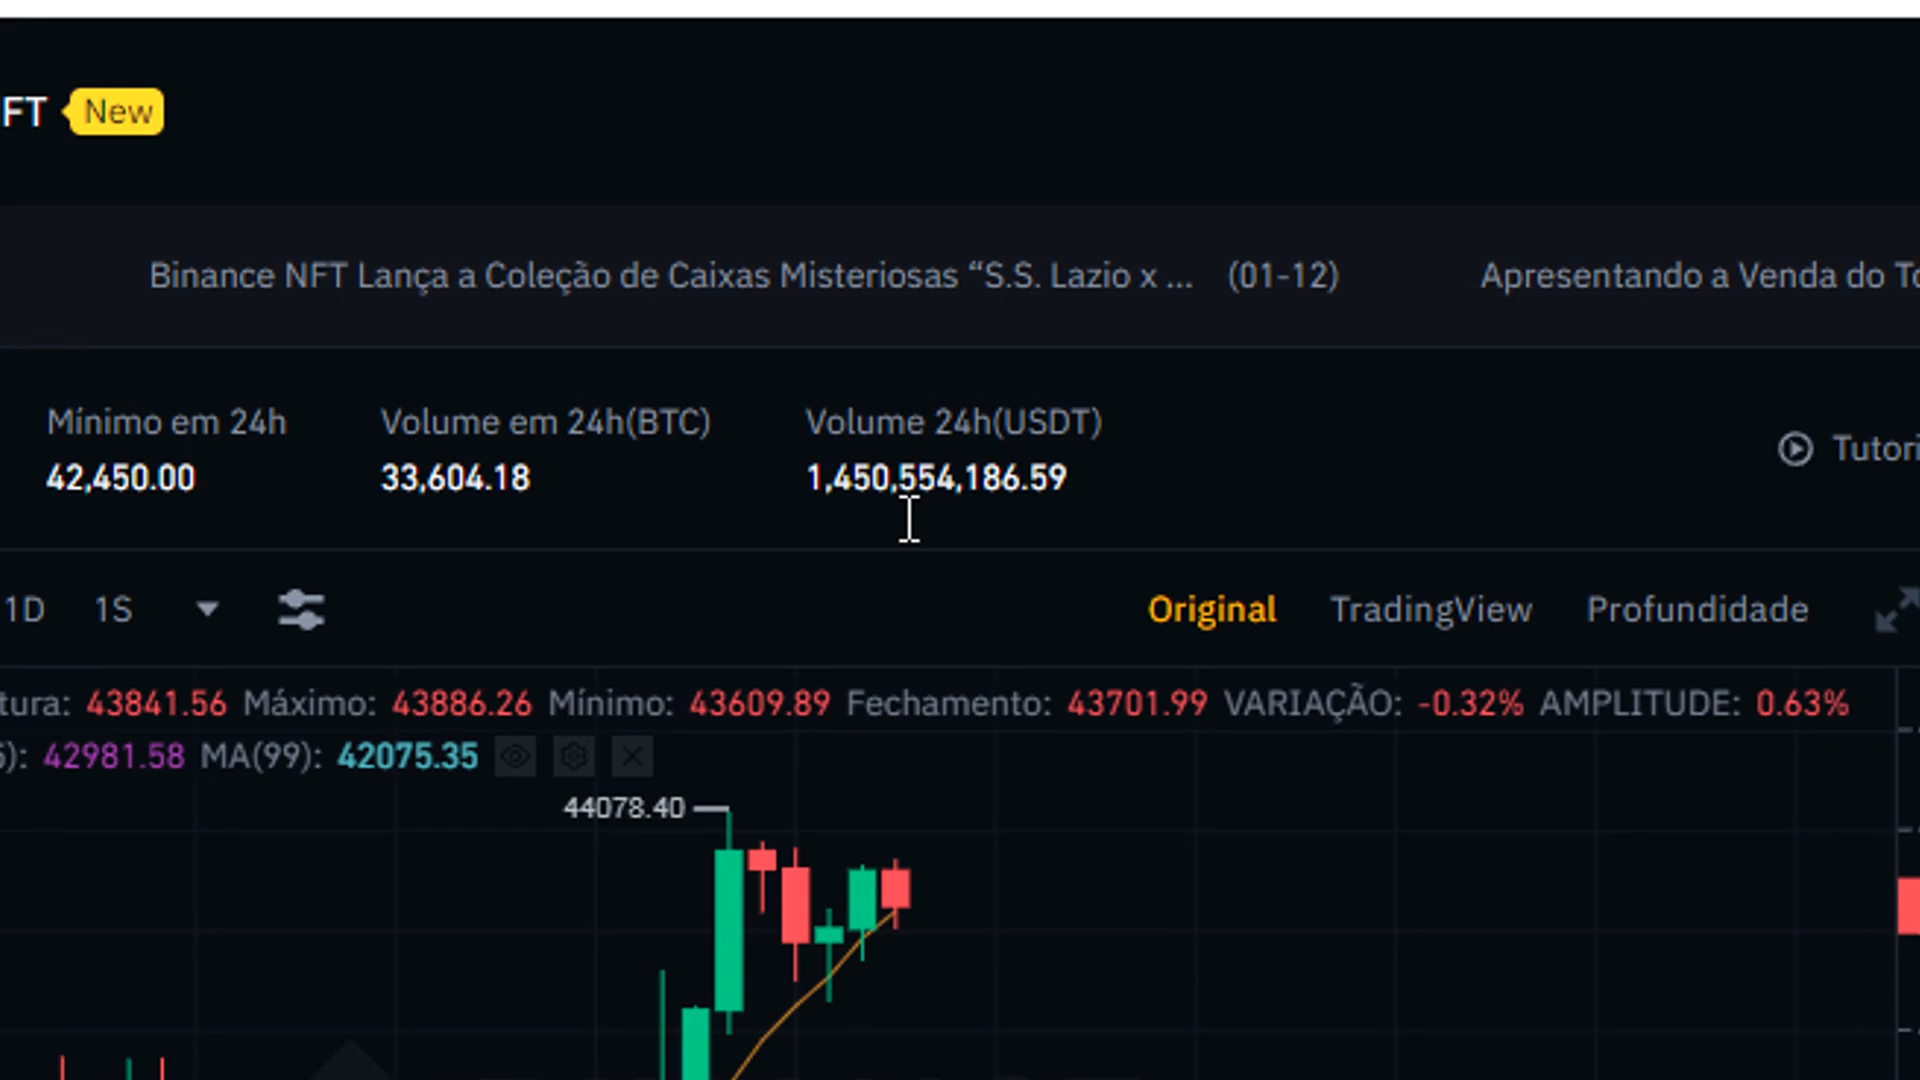 FT New
Binance NFT Lança a Coleção de Caixas Misteriosas “S.S. Lazio x ... (01-12) Apresentando a Venda do To
Mínimo em 24h Volume em 24h(BTC) Volume 24h(USDT)
42,450.00 33,604.18 1,450,554,186.59
Tutori
1D 1S Original TradingView Profundidade
tura: 43841.56 Máximo: 43886.26 Mínimo: 43609.89 Fechamento: 43701.99 VARIAÇÃO: -0.32% AMPLITUDE: 0.63%
): 42981.58 MA(99): 42075.35
44078.40